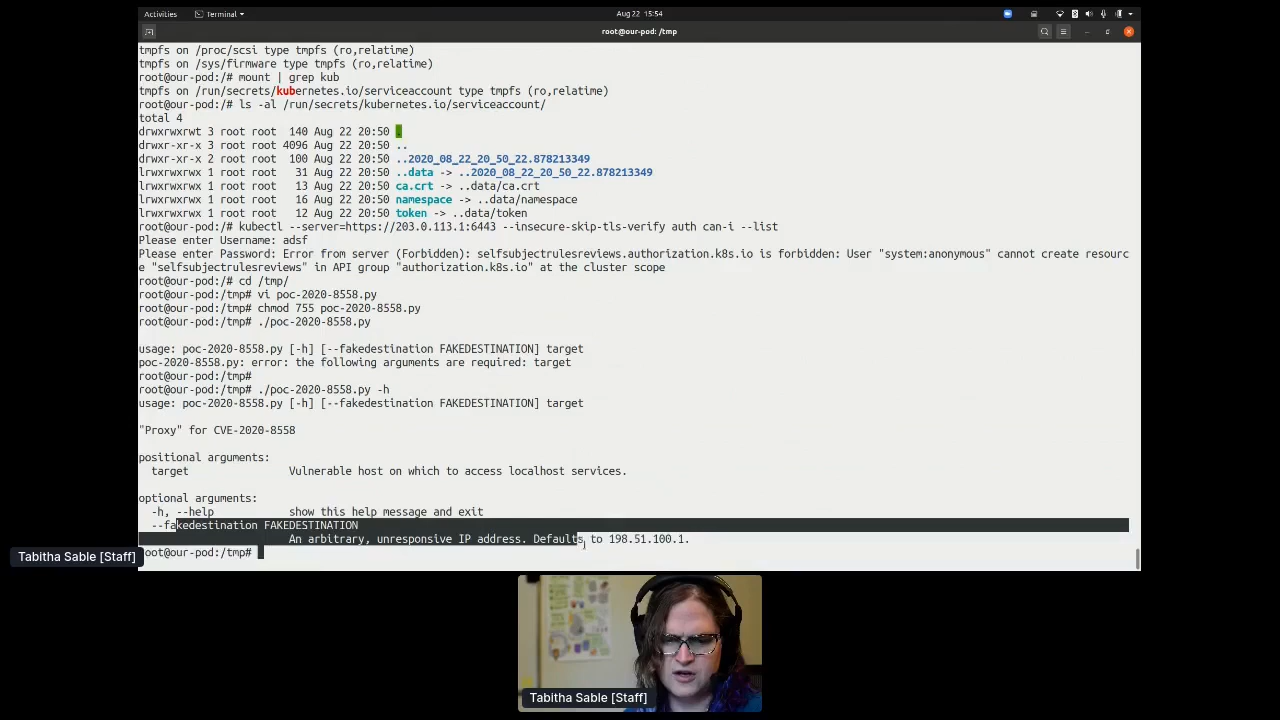 Activities Terminal ▾ Aug 22 15:54
root@our-pod: /tmp
tmpfs on /proc/scsi type tmpfs (ro,relatime)
tmpfs on /sys/firmware type tmpfs (ro,relatime)
root@our-pod:/# mount | grep kub
tmpfs on /run/secrets/kubernetes.io/serviceaccount type tmpfs (ro,relatime)
root@our-pod:/# ls -al /run/secrets/kubernetes.io/serviceaccount/
total 4
drwxrwxrwt 3 root root  140 Aug 22 20:50 .
drwxr-xr-x 3 root root 4096 Aug 22 20:50 ..
drwxr-xr-x 2 root root  100 Aug 22 20:50 ..2020_08_22_20_50_22.878213349
lrwxrwxrwx 1 root root   31 Aug 22 20:50 ..data -> ..2020_08_22_20_50_22.878213349
lrwxrwxrwx 1 root root   13 Aug 22 20:50 ca.crt -> ..data/ca.crt
lrwxrwxrwx 1 root root   16 Aug 22 20:50 namespace -> ..data/namespace
lrwxrwxrwx 1 root root   12 Aug 22 20:50 token -> ..data/token
root@our-pod:/# kubectl --server=https://203.0.113.1:6443 --insecure-skip-tls-verify auth can-i --list
Please enter Username: adsf
Please enter Password: Error from server (Forbidden): selfsubjectrulesreviews.authorization.k8s.io is forbidden: User "system:anonymous" cannot create resourc
e "selfsubjectrulesreviews" in API group "authorization.k8s.io" at the cluster scope
root@our-pod:/# cd /tmp/
root@our-pod:/tmp# vi poc-2020-8558.py
root@our-pod:/tmp# chmod 755 poc-2020-8558.py
root@our-pod:/tmp# ./poc-2020-8558.py
usage: poc-2020-8558.py [-h] [--fakedestination FAKEDESTINATION] target
poc-2020-8558.py: error: the following arguments are required: target
root@our-pod:/tmp#
root@our-pod:/tmp# ./poc-2020-8558.py -h
usage: poc-2020-8558.py [-h] [--fakedestination FAKEDESTINATION] target
"Proxy" for CVE-2020-8558
positional arguments:
target Vulnerable host on which to access localhost services.
optional arguments:
-h, --help show this help message and exit
--fakedestination FAKEDESTINATION
An arbitrary, unresponsive IP address. Defaults to 198.51.100.1.
root@our-pod:/tmp#
Tabitha Sable [Staff]
Tabitha Sable [Staff]